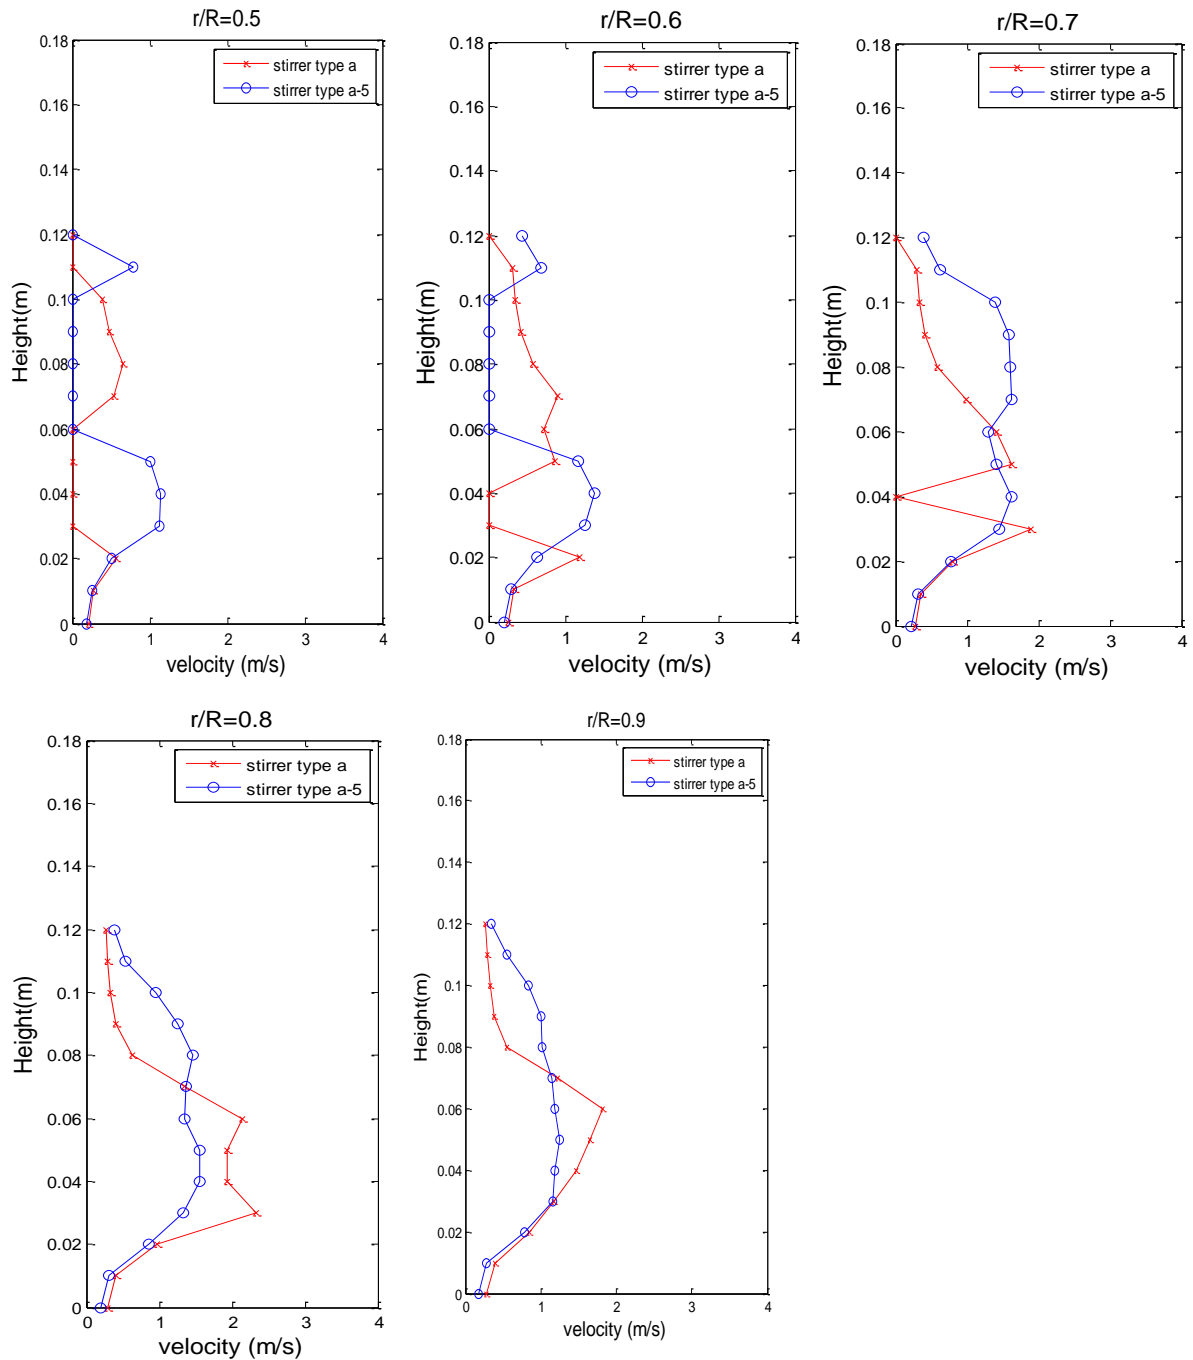 r/R=0.5
0.18
0.16
0.14
0.12
0.1
0.08
0.06
0.04
0.02
0
0 1 2 3 4
Height(m)
velocity (m/s)
stirrer type a
stirrer type a-5
r/R=0.6
0.18
0.16
0.14
0.12
0.1
0.08
0.06
0.04
0.02
0
0 1 2 3 4
Height(m)
velocity (m/s)
stirrer type a
stirrer type a-5
r/R=0.7
0.18
0.16
0.14
0.12
0.1
0.08
0.06
0.04
0.02
0
0 1 2 3 4
Height(m)
velocity (m/s)
stirrer type a
stirrer type a-5
r/R=0.8
0.18
0.16
0.14
0.12
0.1
0.08
0.06
0.04
0.02
0
0 1 2 3 4
Height(m)
velocity (m/s)
stirrer type a
stirrer type a-5
r/R=0.9
0.18
0.16
0.14
0.12
0.1
0.08
0.06
0.04
0.02
0
0 1 2 3 4
Height(m)
velocity (m/s)
stirrer type a
stirrer type a-5